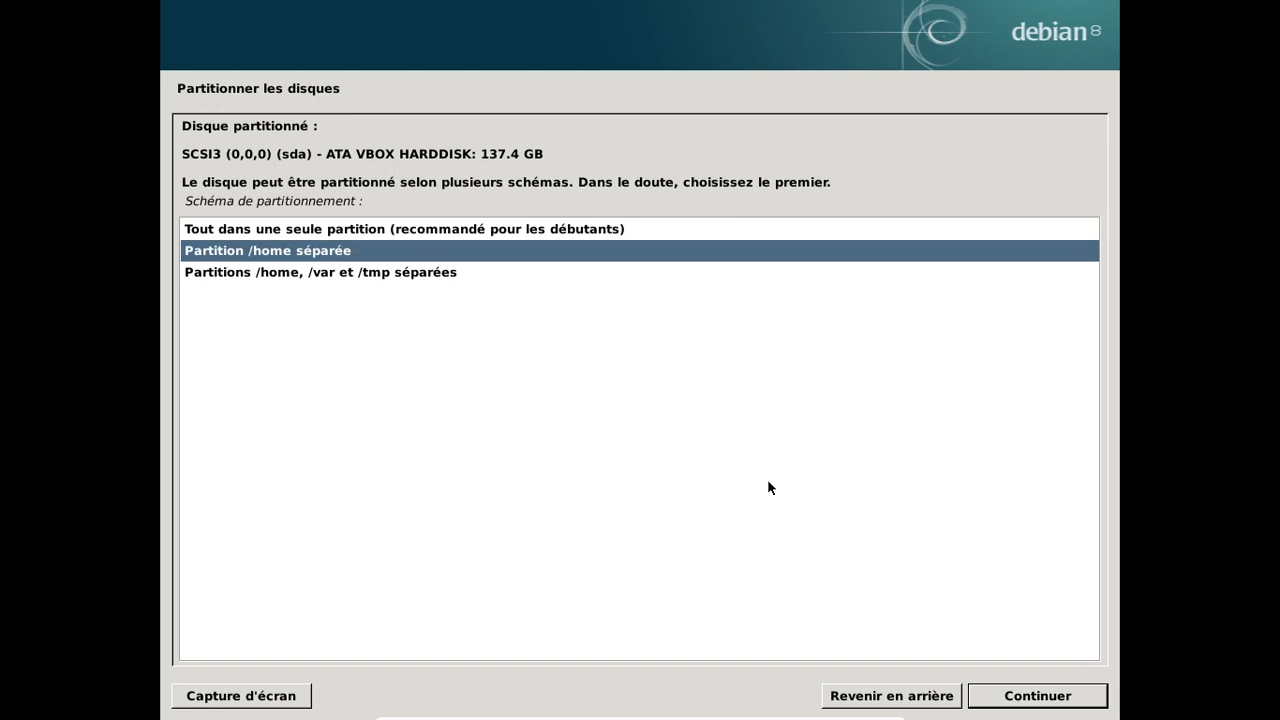 debian 8
Partitionner les disques
Disque partitionné :
SCSI3 (0,0,0) (sda) - ATA VBOX HARDDISK: 137.4 GB
Le disque peut être partitionné selon plusieurs schémas. Dans le doute, choisissez le premier.
Schéma de partitionnement :
Tout dans une seule partition (recommandé pour les débutants)
Partition /home séparée
Partitions /home, /var et /tmp séparées
Capture d'écran
Revenir en arrière
Continuer